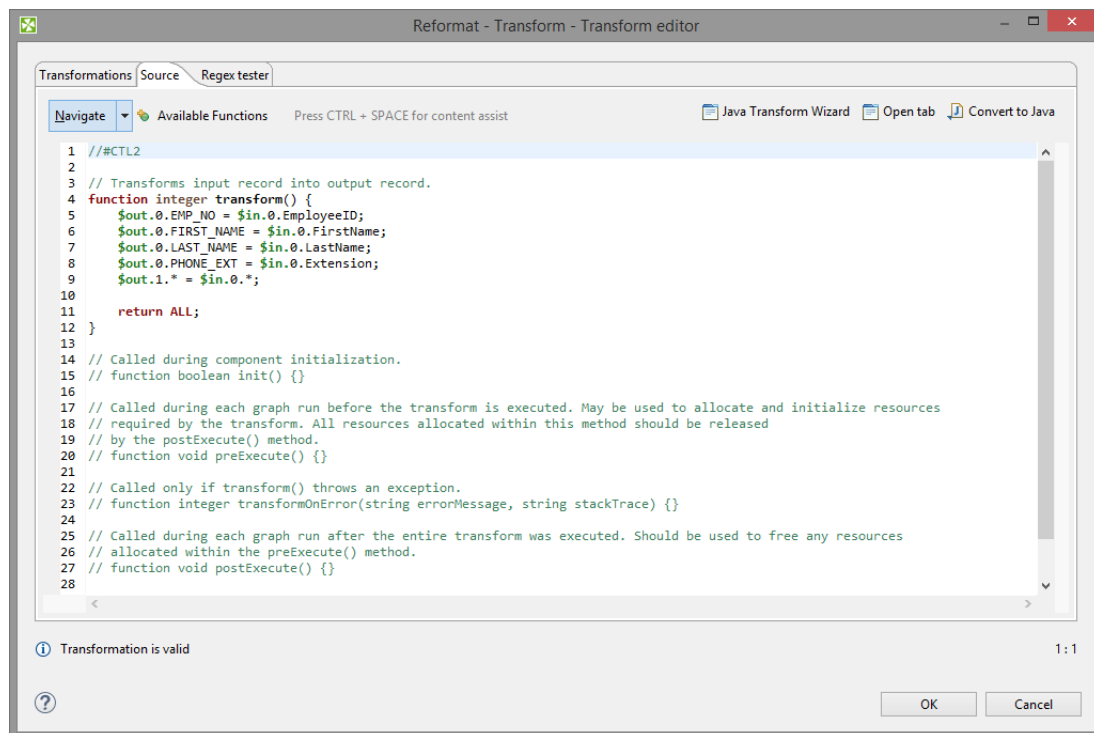 Reformat - Transform - Transform editor
Transformations Source Regex tester
Navigate Available Functions Press CTRL + SPACE for content assist Java Transform Wizard Open tab Convert to Java
1 //#CTL2
2
3 // Transforms input record into output record.
4 function integer transform() {
5 $out.0.EMP_NO = $in.0.EmployeeID;
6 $out.0.FIRST_NAME = $in.0.FirstName;
7 $out.0.LAST_NAME = $in.0.LastName;
8 $out.0.PHONE_EXT = $in.0.Extension;
9 $out.1.* = $in.0.*;
10
11 return ALL;
12 }
13
14 // Called during component initialization.
15 // function boolean init() {}
16
17 // Called during each graph run before the transform is executed. May be used to allocate and initialize resources
18 // required by the transform. All resources allocated within this method should be released
19 // by the postExecute() method.
20 // function void preExecute() {}
21
22 // Called only if transform() throws an exception.
23 // function integer transformOnError(string errorMessage, string stackTrace) {}
24
25 // Called during each graph run after the entire transform was executed. Should be used to free any resources
26 // allocated within the preExecute() method.
27 // function void postExecute() {}
28
Transformation is valid 1 : 1
OK Cancel